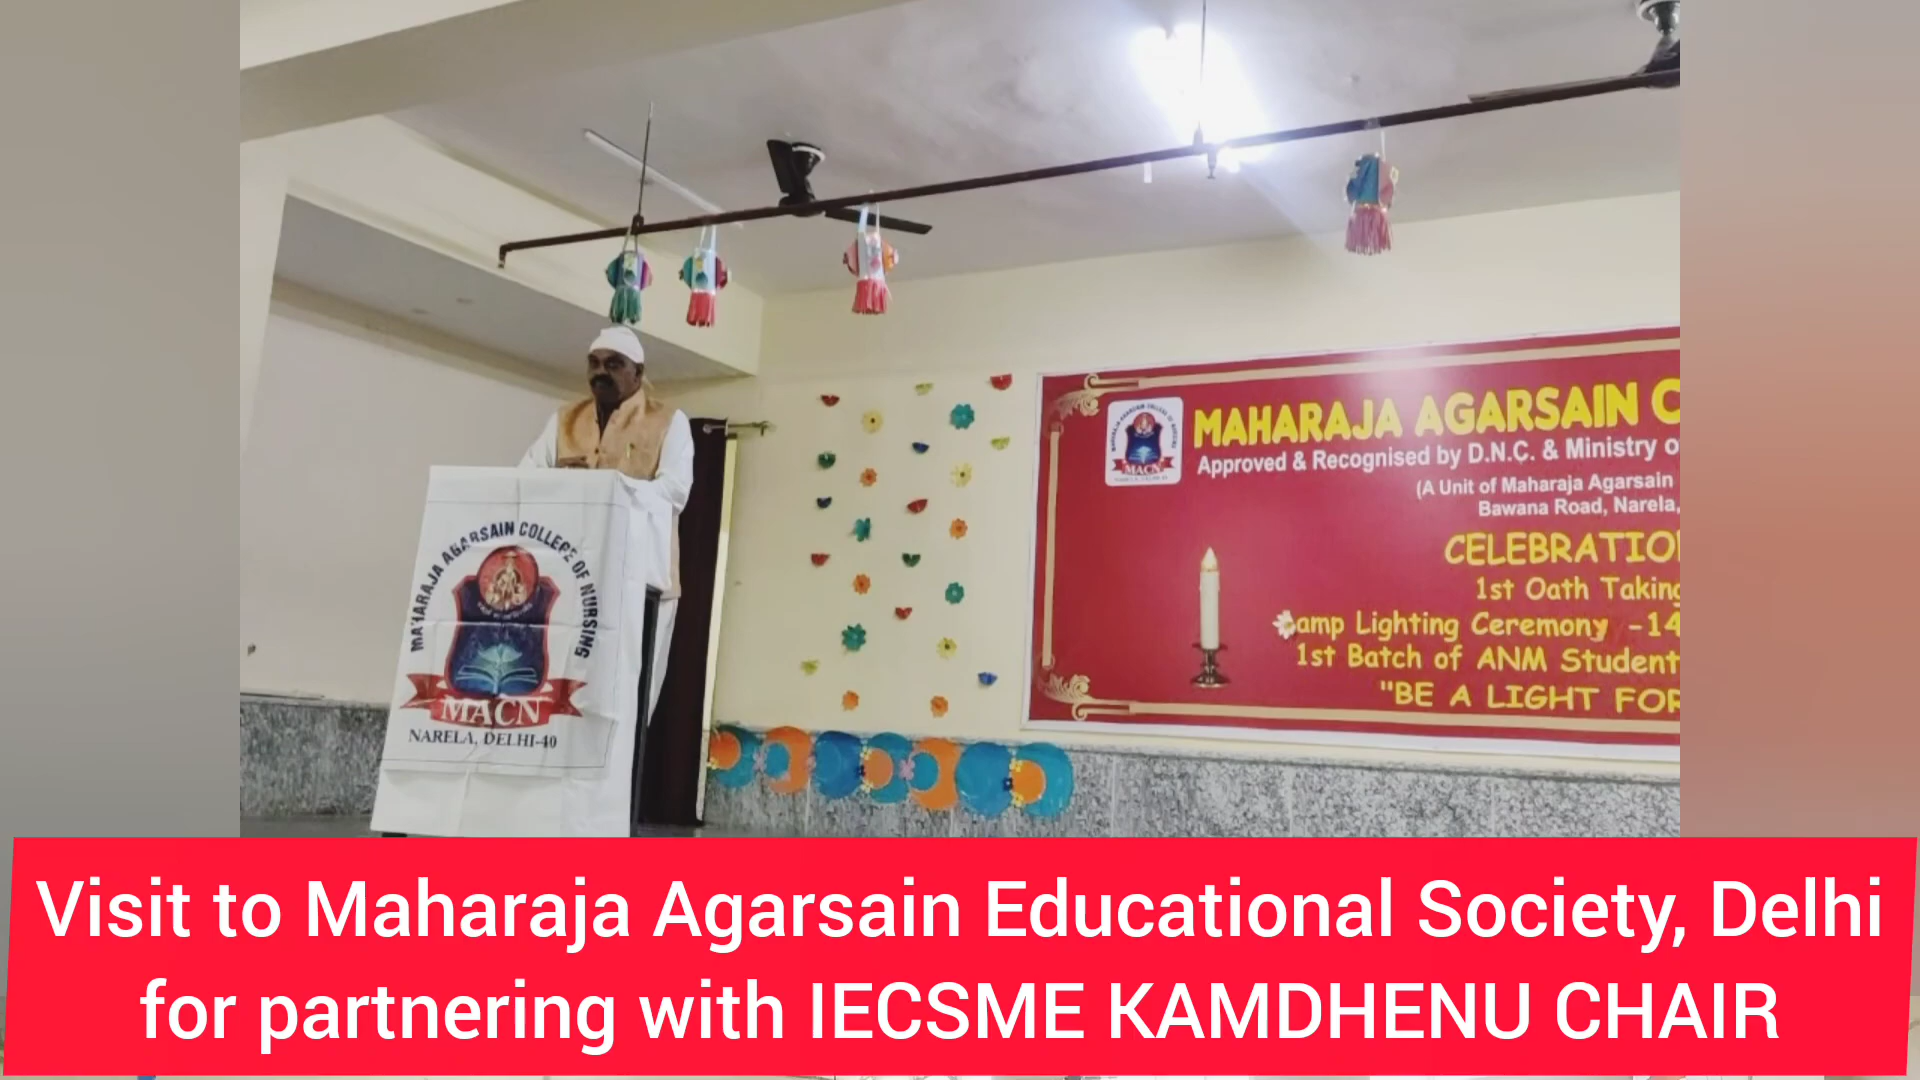 MAHARAJA AGARSAIN C
Approved & Recognised by D.N.C. & Ministry o
(A Unit of Maharaja Agarsain
Bawana Road, Narela,
CELEBRATIO
1st Oath Taking
amp Lighting Ceremony -14
1st Batch of ANM Student
"BE A LIGHT FOR
MACN
MAHARAJA AGARSAIN COLLEGE OF NURSING
MACN
NARELA, DELHI-40
Visit to Maharaja Agarsain Educational Society, Delhi
for partnering with IECSME KAMDHENU CHAIR